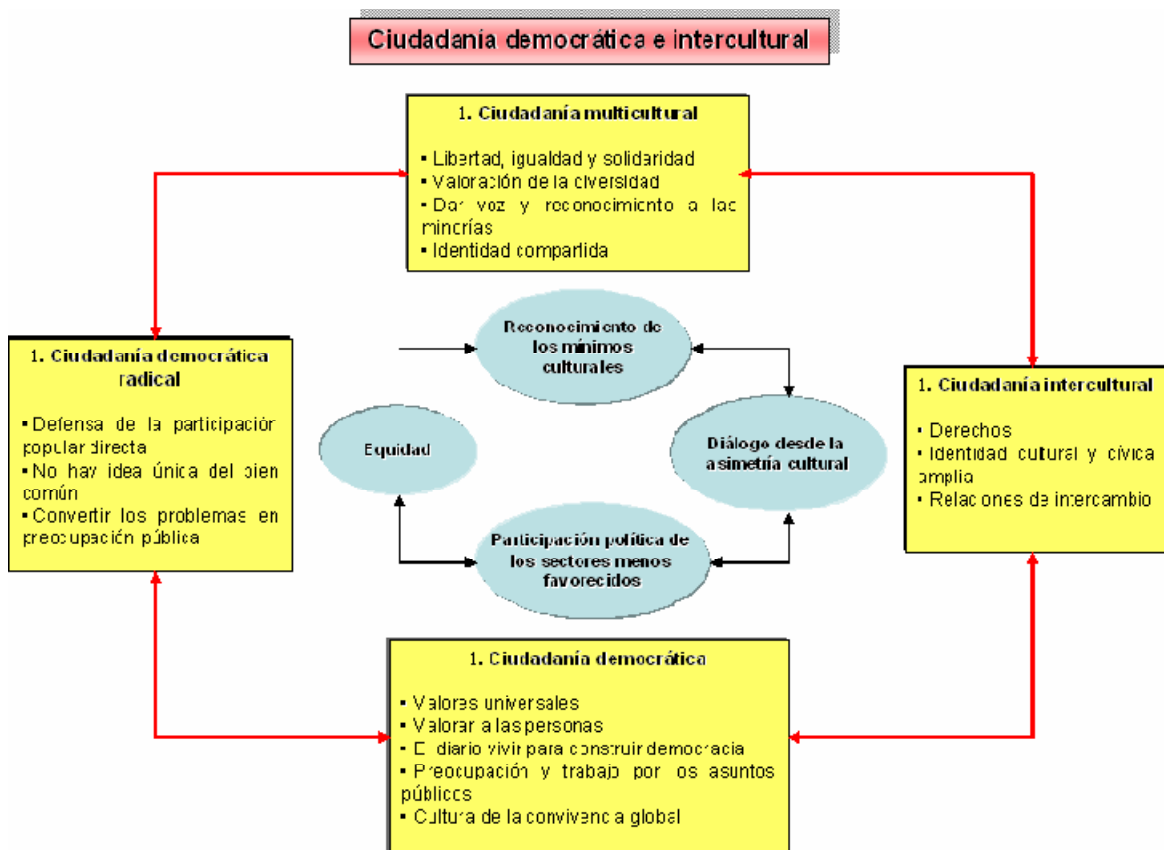 Ciudadanía democrática e intercultural
1. Ciudadanía multicultural
▪ Libertad, igualdad y solidaridad
▪ Valoración de la diversidad
▪ Dar voz y reconocimiento a las
minorías
▪ Identidad compartida
Reconocimiento de
los mínimos
culturales
1. Ciudadanía democrática
radical
▪ Defensa de la participación
popular directa
▪ No hay idea única del bien
común
▪ Convertir los problemas en
preocupación pública
Equidad
Diálogo desde la
asimetría cultural
1. Ciudadanía intercultural
▪ Derechos
▪ Identidad cultural y cívica
amplia
▪ Relaciones de intercambio
Participación política de
los sectores menos
favorecidos
1. Ciudadanía democrática
▪ Valores universales
▪ Valorar a las personas
▪ El diario vivir para construir democracia
▪ Preocupación y trabajo por los asuntos
públicos
▪ Cultura de la convivencia global